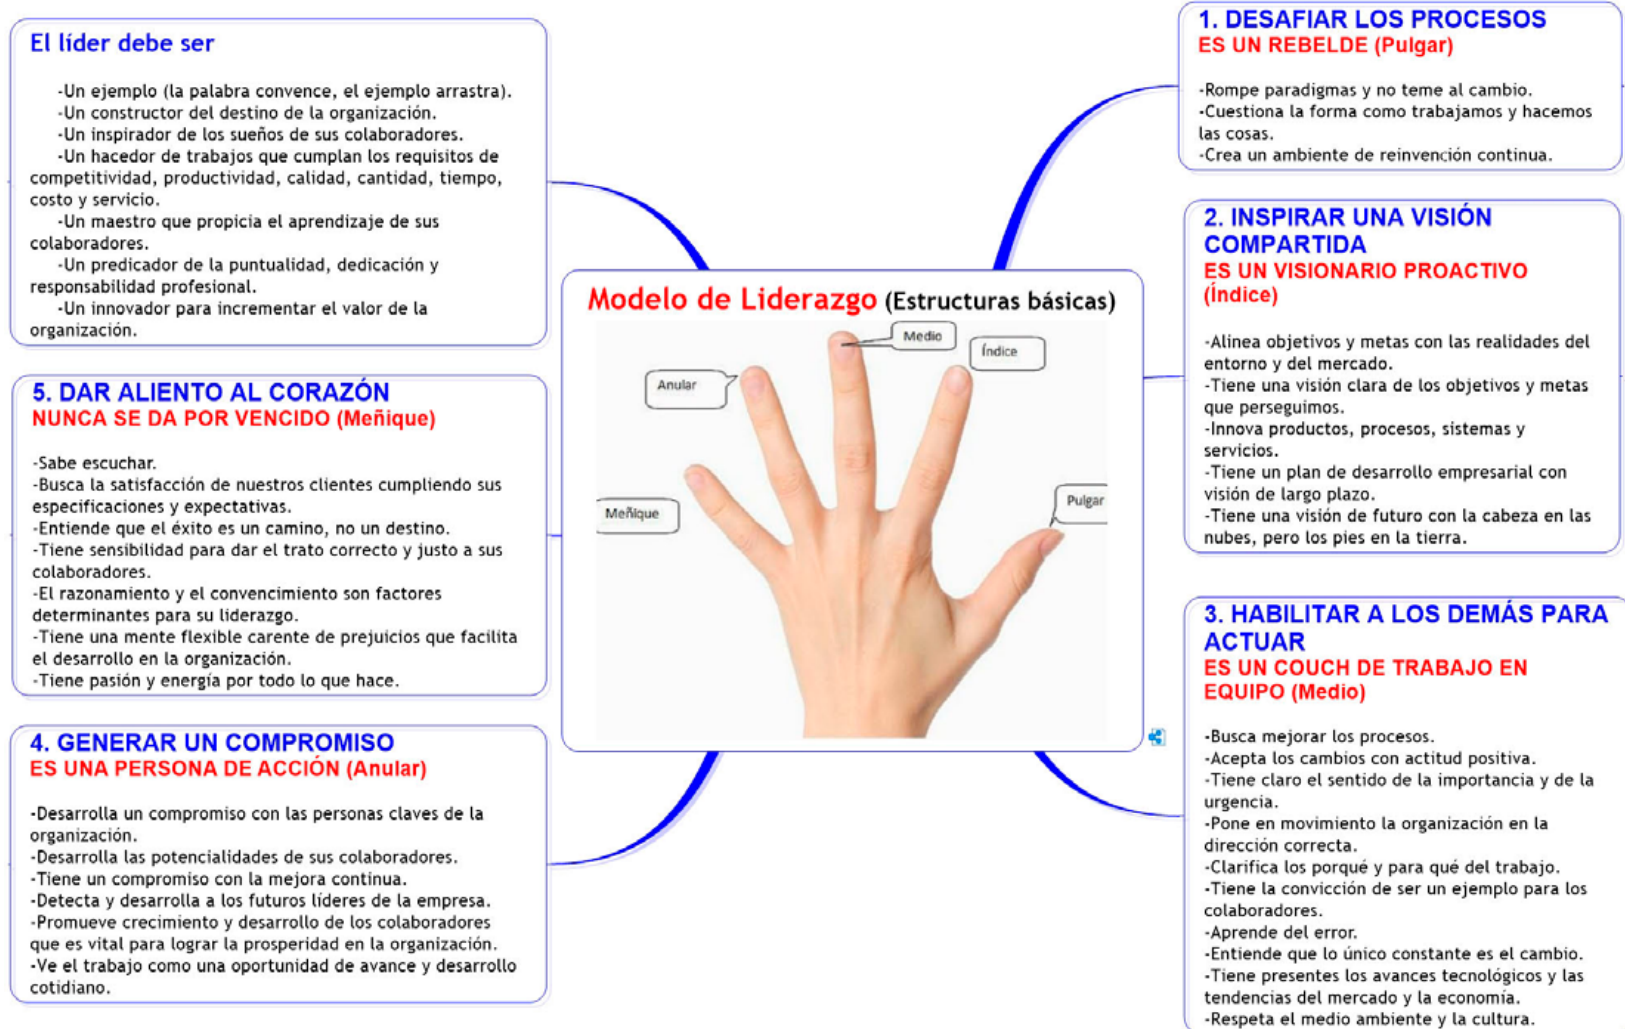 El líder debe ser
-Un ejemplo (la palabra convence, el ejemplo arrastra).
-Un constructor del destino de la organización.
-Un inspirador de los sueños de sus colaboradores.
-Un hacedor de trabajos que cumplan los requisitos de
competitividad, productividad, calidad, cantidad, tiempo,
costo y servicio.
-Un maestro que propicia el aprendizaje de sus
colaboradores.
-Un predicador de la puntualidad, dedicación y
responsabilidad profesional.
-Un innovador para incrementar el valor de la
organización.
1. DESAFIAR LOS PROCESOS
ES UN REBELDE (Pulgar)
-Rompe paradigmas y no teme al cambio.
-Cuestiona la forma como trabajamos y hacemos
las cosas.
-Crea un ambiente de reinvención continua.
2. INSPIRAR UNA VISIÓN
COMPARTIDA
ES UN VISIONARIO PROACTIVO
(Índice)
-Alinea objetivos y metas con las realidades del
entorno y del mercado.
-Tiene una visión clara de los objetivos y metas
que perseguimos.
-Innova productos, procesos, sistemas y
servicios.
-Tiene un plan de desarrollo empresarial con
visión de largo plazo.
-Tiene una visión de futuro con la cabeza en las
nubes, pero los pies en la tierra.
Modelo de Liderazgo (Estructuras básicas)
Medio
Índice
Anular
Pulgar
Meñique
5. DAR ALIENTO AL CORAZÓN
NUNCA SE DA POR VENCIDO (Meñique)
-Sabe escuchar.
-Busca la satisfacción de nuestros clientes cumpliendo sus
especificaciones y expectativas.
-Entiende que el éxito es un camino, no un destino.
-Tiene sensibilidad para dar el trato correcto y justo a sus
colaboradores.
-El razonamiento y el convencimiento son factores
determinantes para su liderazgo.
-Tiene una mente flexible carente de prejuicios que facilita
el desarrollo en la organización.
-Tiene pasión y energía por todo lo que hace.
3. HABILITAR A LOS DEMÁS PARA
ACTUAR
ES UN COUCH DE TRABAJO EN
EQUIPO (Medio)
-Busca mejorar los procesos.
-Acepta los cambios con actitud positiva.
-Tiene claro el sentido de la importancia y de la
urgencia.
-Pone en movimiento la organización en la
dirección correcta.
-Clarifica los porqué y para qué del trabajo.
-Tiene la convicción de ser un ejemplo para los
colaboradores.
-Aprende del error.
-Entiende que lo único constante es el cambio.
-Tiene presentes los avances tecnológicos y las
tendencias del mercado y la economía.
-Respeta el medio ambiente y la cultura.
4. GENERAR UN COMPROMISO
ES UNA PERSONA DE ACCIÓN (Anular)
-Desarrolla un compromiso con las personas claves de la
organización.
-Desarrolla las potencialidades de sus colaboradores.
-Tiene un compromiso con la mejora continua.
-Detecta y desarrolla a los futuros líderes de la empresa.
-Promueve crecimiento y desarrollo de los colaboradores
que es vital para lograr la prosperidad en la organización.
-Ve el trabajo como una oportunidad de avance y desarrollo
cotidiano.